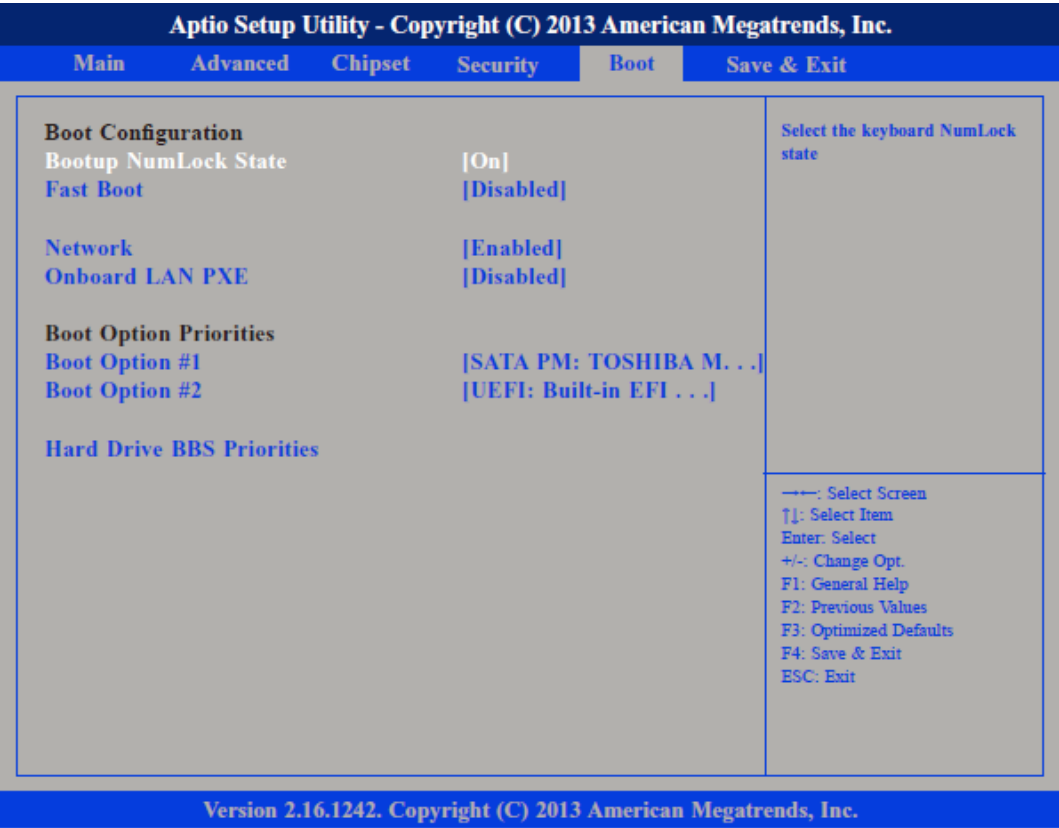 Aptio Setup Utility - Copyright (C) 2013 American Megatrends, Inc.
Main Advanced Chipset Security Boot Save & Exit
Boot Configuration
Bootup NumLock State [On]
Fast Boot [Disabled]
Network [Enabled]
Onboard LAN PXE [Disabled]
Boot Option Priorities
Boot Option #1 [SATA PM: TOSHIBA M. . .]
Boot Option #2 [UEFI: Built-in EFI . . .]
Hard Drive BBS Priorities
Select the keyboard NumLock
state
→←: Select Screen
↑↓: Select Item
Enter: Select
+/-: Change Opt.
F1: General Help
F2: Previous Values
F3: Optimized Defaults
F4: Save & Exit
ESC: Exit
Version 2.16.1242. Copyright (C) 2013 American Megatrends, Inc.